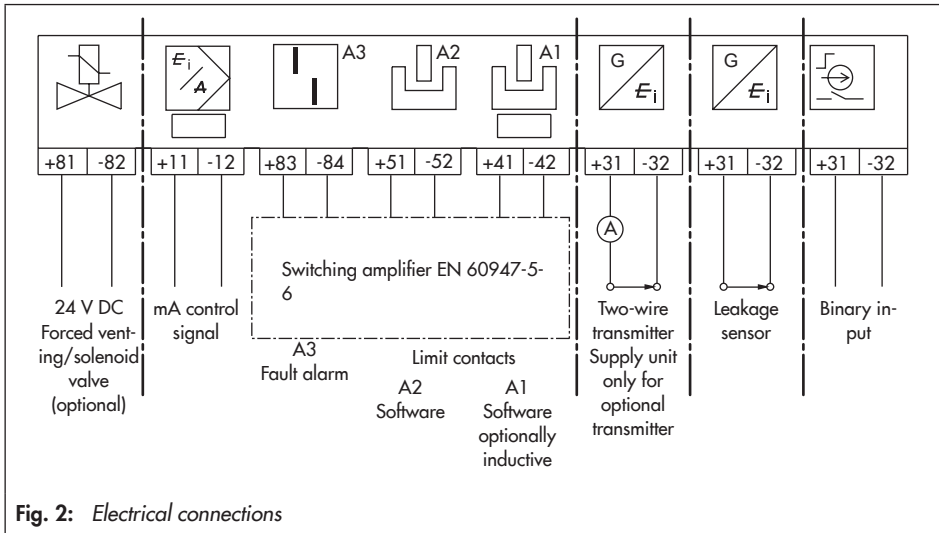 E i / A
A3
A2
A1
G / E i
G / E i
+81 -82 +11 -12 +83 -84 +51 -52 +41 -42 +31 -32 +31 -32 +31 -32
A
Switching amplifier EN 60947-5-
6
24 V DC
Forced vent-
ing/solenoid
valve
(optional)
mA control
signal
A3
Fault alarm
Limit contacts
A2
Software
A1
Software
optionally
inductive
Two-wire
transmitter
Supply unit
only for
optional
transmitter
Leakage
sensor
Binary in-
put
Fig. 2: Electrical connections